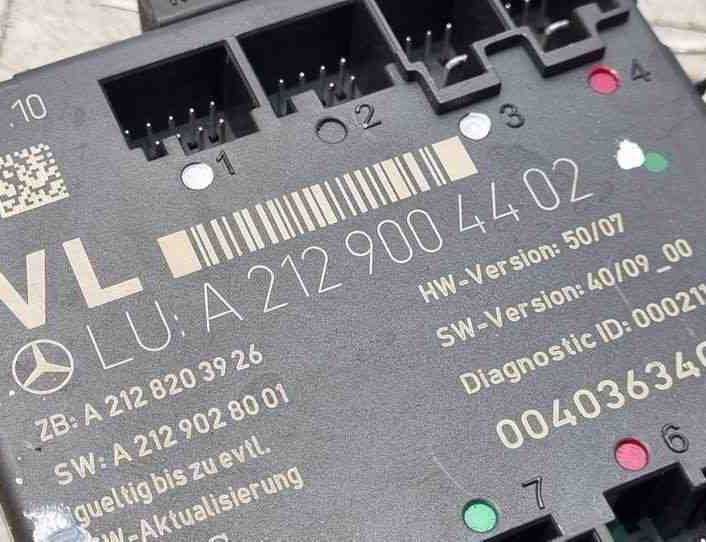 .10
1
2
3
4
VL
LU: A 212 900 44 02
HW-Version: 50/07
SW-Version: 40/09_00
Diagnostic ID: 000211
ZB: A 212 820 39 26
SW: A 212 902 80 01
gueltig bis zu evtl.
SW-Aktualisierung
004036340
6
7